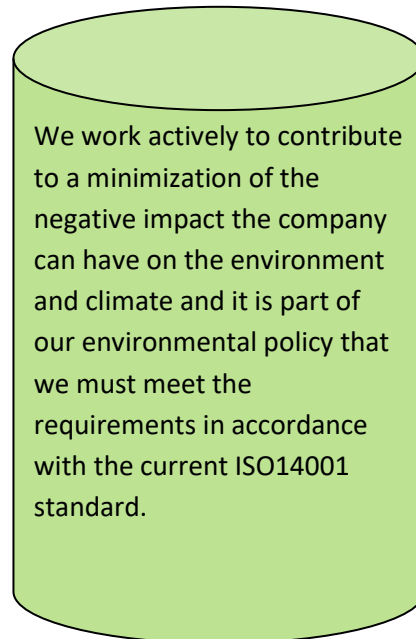 We work actively to contribute
to a minimization of the
negative impact the company
can have on the environment
and climate and it is part of
our environmental policy that
we must meet the
requirements in accordance
with the current ISO14001
standard.